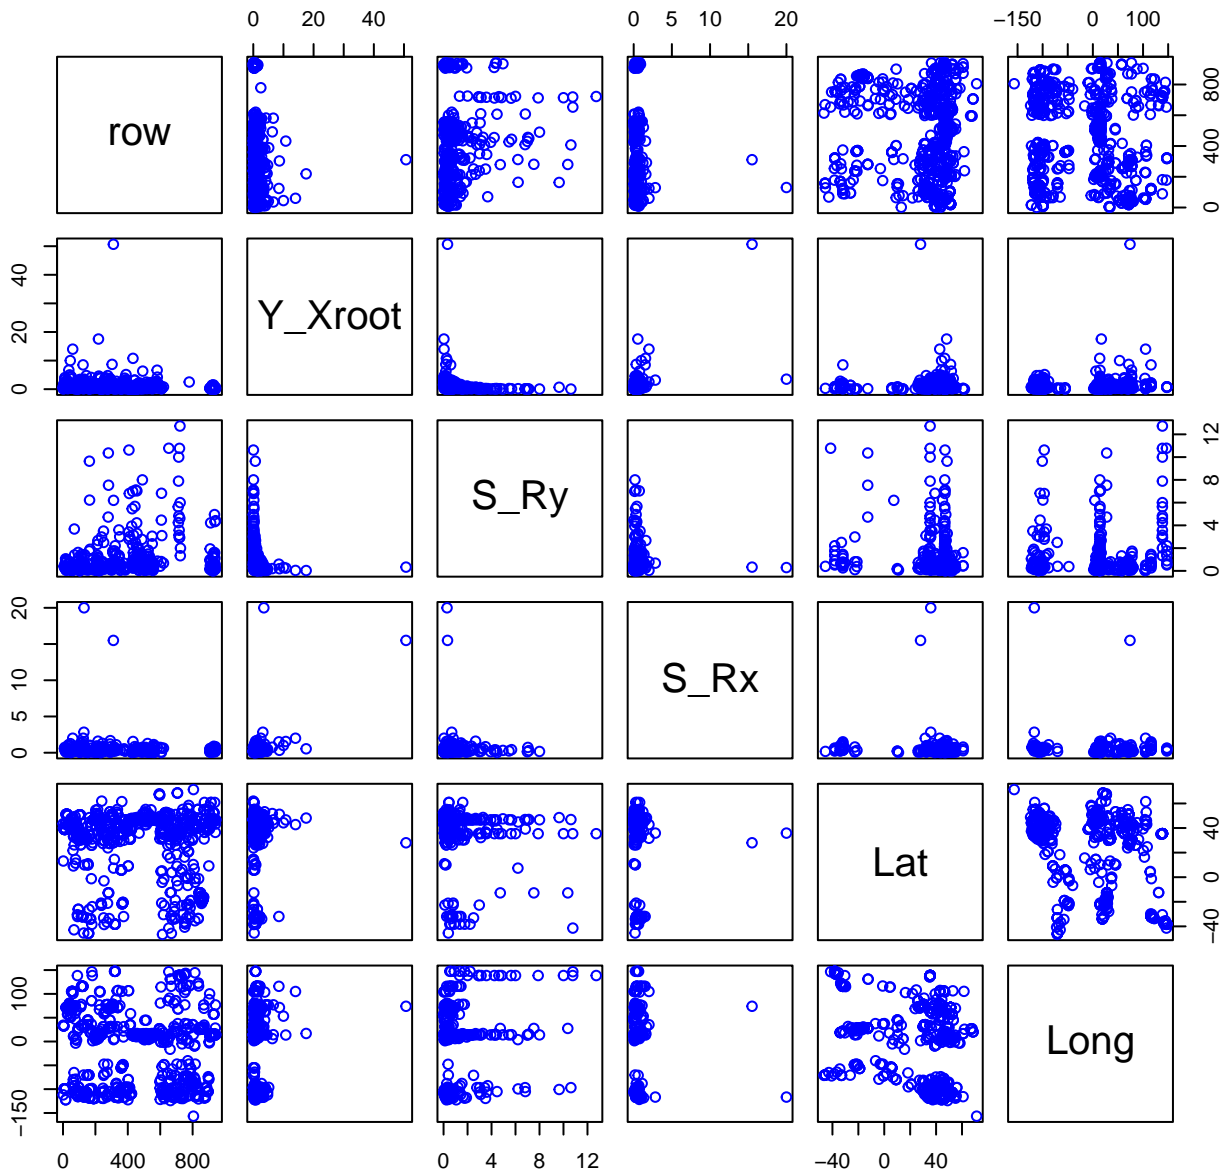 0 20 40 0 5 10 20 −150 0 100
row
0 400 800
0 20 40
Y_Xroot
S_Ry
0 4 8 12
0 5 10 20
S_Rx
Lat
−40 0 40
−150 0 100
Long
0 400 800 0 4 8 12 −40 0 40